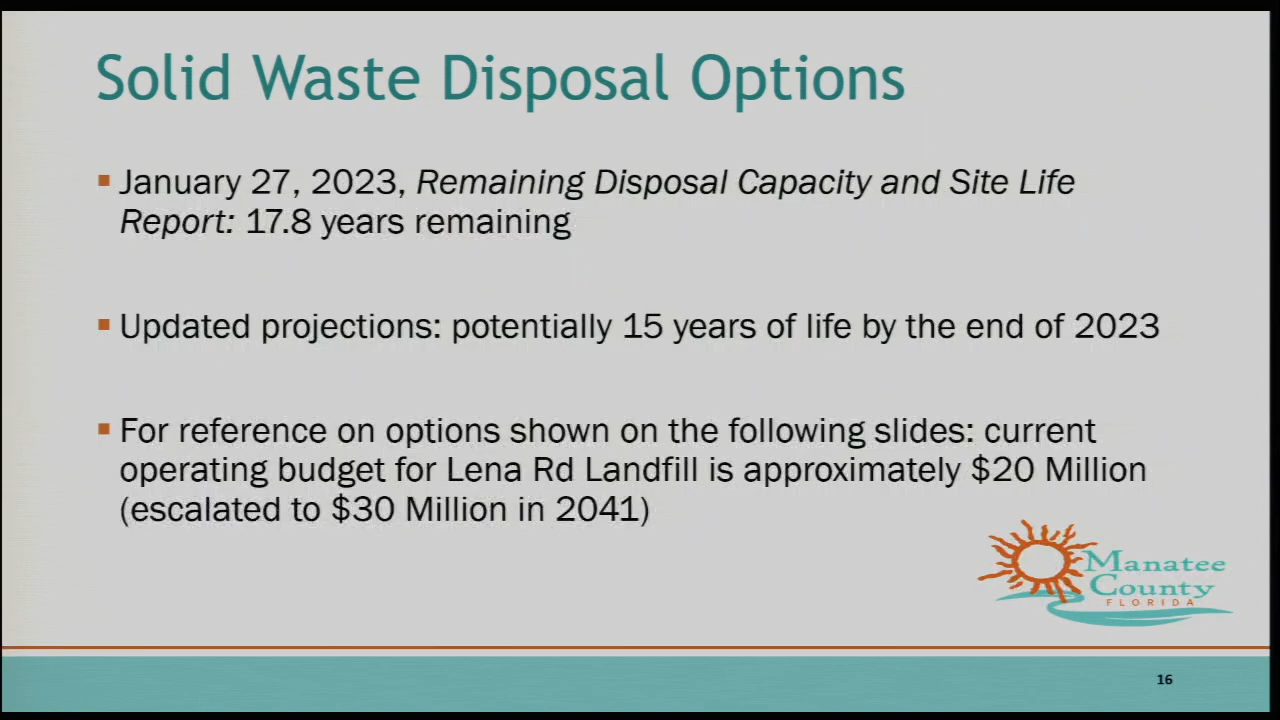 Solid Waste Disposal Options
▪ January 27, 2023, Remaining Disposal Capacity and Site Life
Report: 17.8 years remaining
▪ Updated projections: potentially 15 years of life by the end of 2023
▪ For reference on options shown on the following slides: current
operating budget for Lena Rd Landfill is approximately $20 Million
(escalated to $30 Million in 2041)
Manatee
County
FLORIDA
16